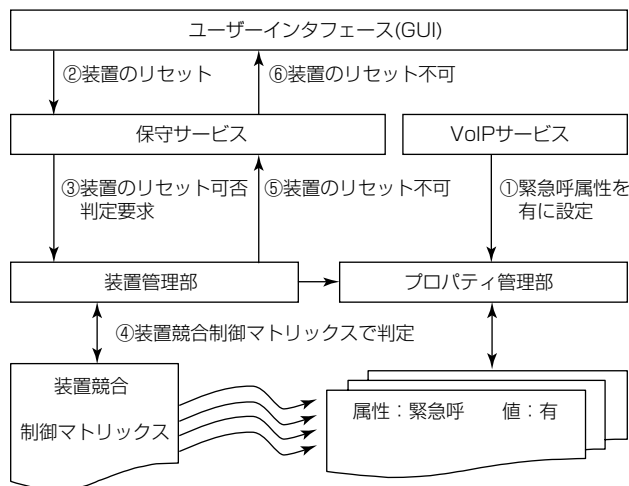 ユーザーインタフェース(GUI)
②装置のリセット
⑥装置のリセット不可
保守サービス
VoIPサービス
③装置のリセット可否
判定要求
⑤装置のリセット不可
①緊急呼属性を
有に設定
装置管理部
プロパティ管理部
④装置競合制御マトリックスで判定
装置競合
制御マトリックス
属性：緊急呼 値：有